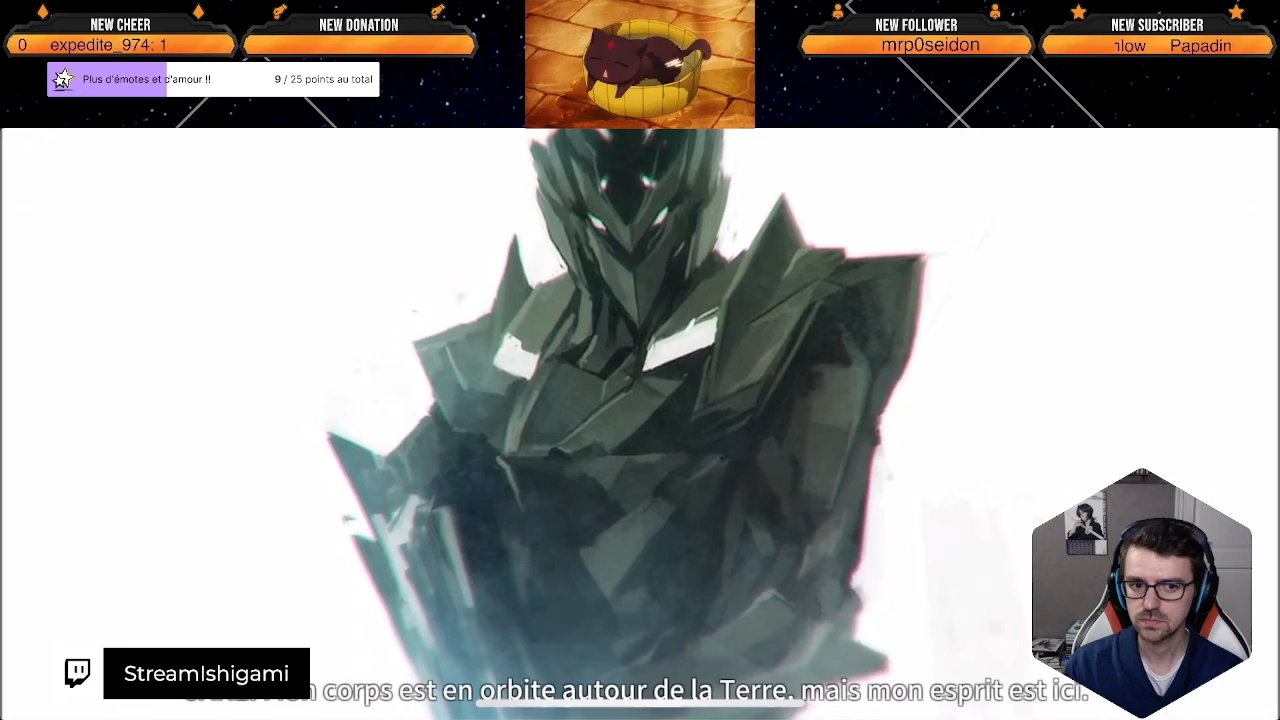 NEW CHEER
0 expedite_974: 1
NEW DONATION
NEW FOLLOWER
mrp0seidon
NEW SUBSCRIBER
Papadin
Plus d'émotes et d'amour !!
9 / 25 points au total
StreamIshigami
corps est en orbite autour de la Terre, mais mon esprit est ici.